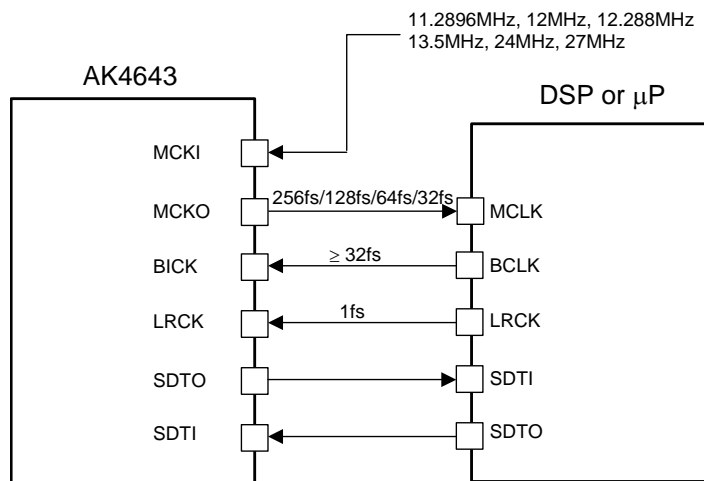 11.2896MHz, 12MHz, 12.288MHz
13.5MHz, 24MHz, 27MHz
AK4643
DSP or μP
MCKI
MCKO
256fs/128fs/64fs/32fs
MCLK
BICK
≥ 32fs
BCLK
LRCK
1fs
LRCK
SDTO
SDTI
SDTI
SDTO